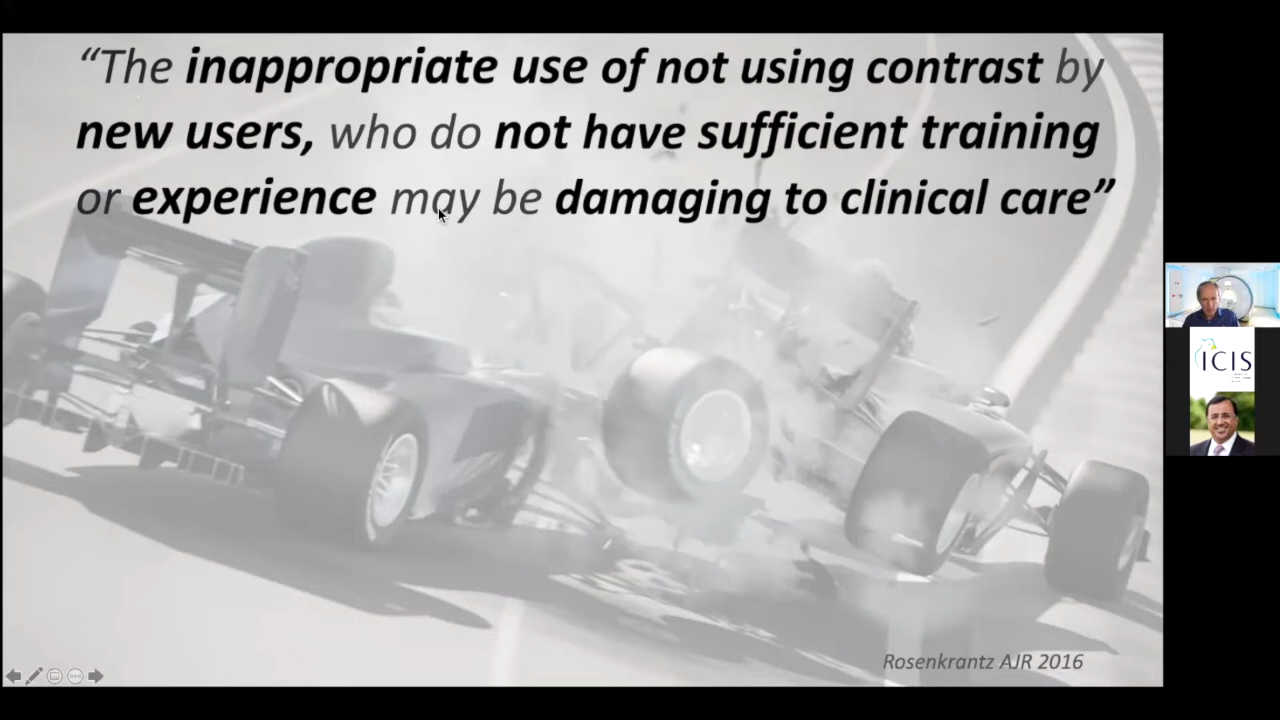 “The inappropriate use of not using contrast by
new users, who do not have sufficient training
or experience may be damaging to clinical care”
Rosenkrantz AJR 2016
ICIS